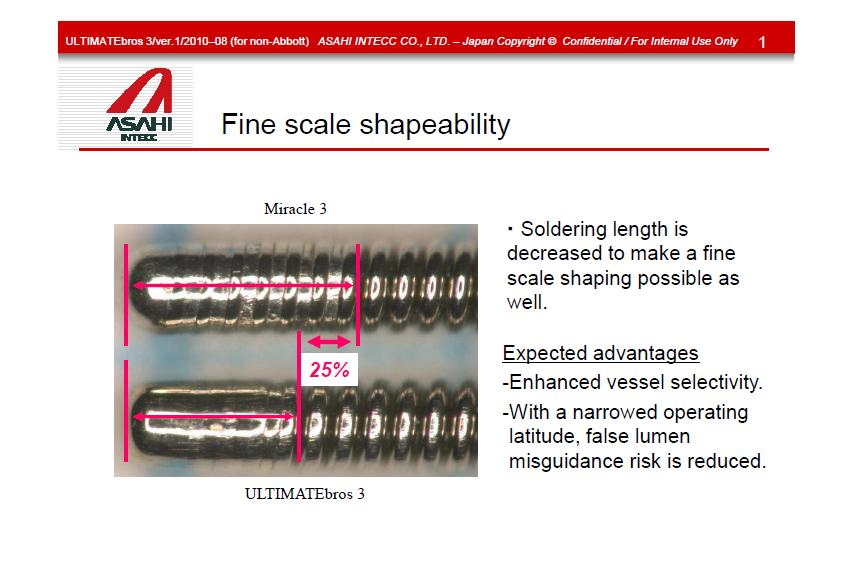 ULTIMATEbros 3/ver.1/2010–08 (for non-Abbott) ASAHI INTECC CO., LTD. – Japan Copyright © Confidential / For Internal Use Only 1
ASAHI
INTECC
Fine scale shapeability
Miracle 3
・Soldering length is
decreased to make a fine
scale shaping possible as
well.
25%
Expected advantages
-Enhanced vessel selectivity.
-With a narrowed operating
latitude, false lumen
misguidance risk is reduced.
ULTIMATEbros 3